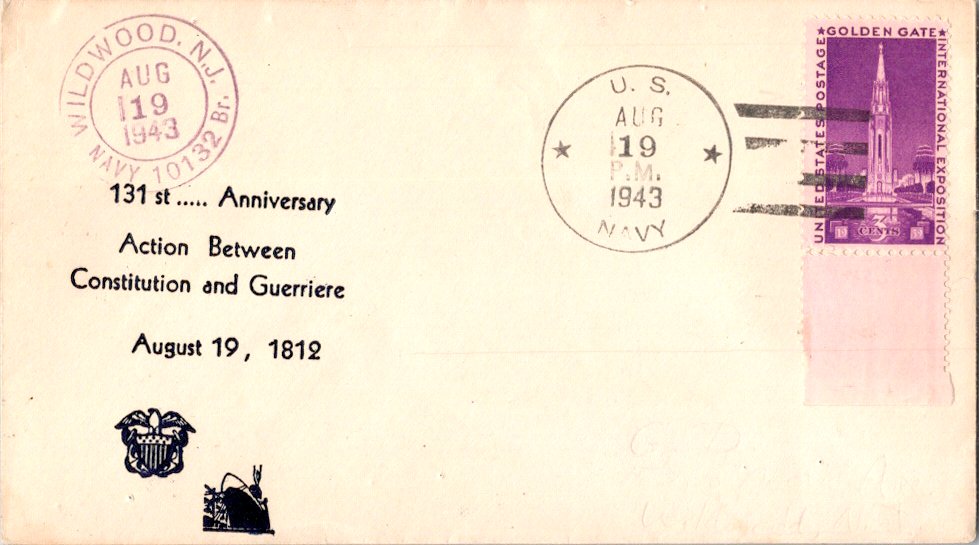 WILDWOOD, N.J.
AUG
19
1943
NAVY 10132 Br.
U. S.
AUG
19
P.M.
1943
NAVY
★GOLDEN GATE★
INTERNATIONAL EXPOSITION
UNITED STATES POSTAGE
3
CENTS
131 st ..... Anniversary
Action Between
Constitution and Guerriere
August 19, 1812